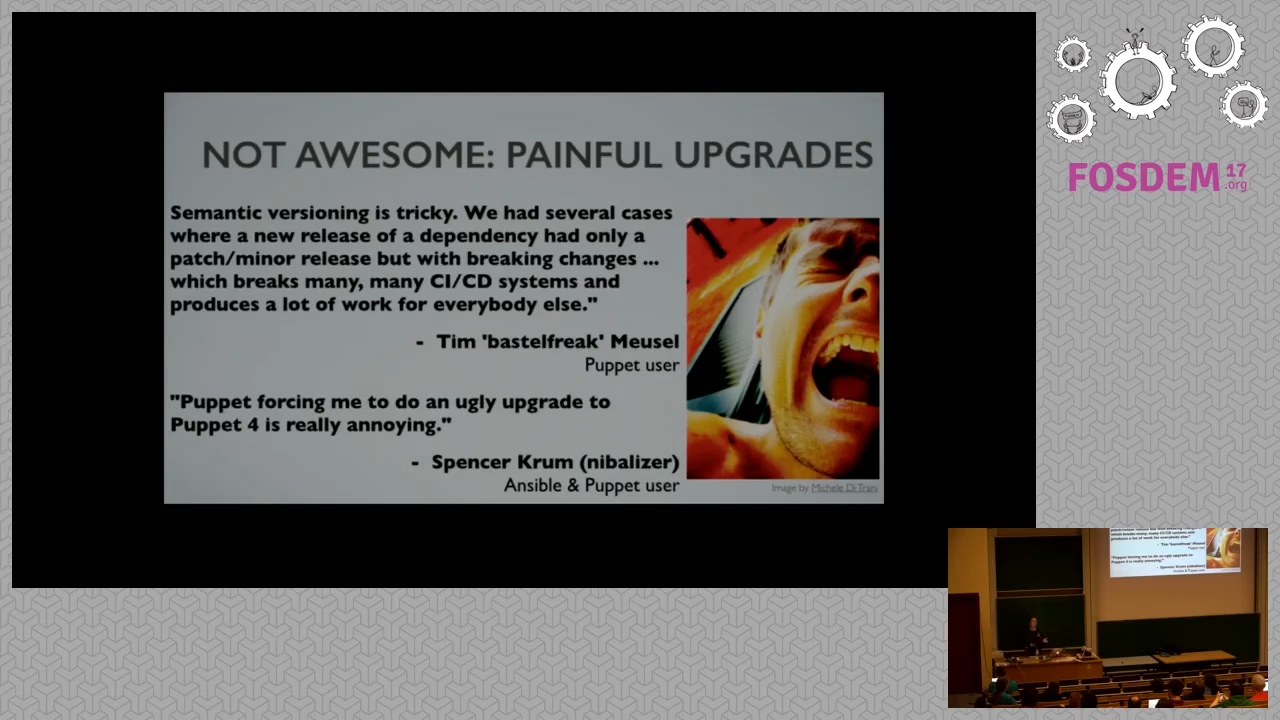 NOT AWESOME: PAINFUL UPGRADES
Semantic versioning is tricky. We had several cases
where a new release of a dependency had only a
patch/minor release but with breaking changes ...
which breaks many, many CI/CD systems and
produces a lot of work for everybody else."
- Tim 'bastelfreak' Meusel
Puppet user
"Puppet forcing me to do an ugly upgrade to
Puppet 4 is really annoying."
- Spencer Krum (nibalizer)
Ansible & Puppet user
Image by Michele Di Trani
FOSDEM 17
.org